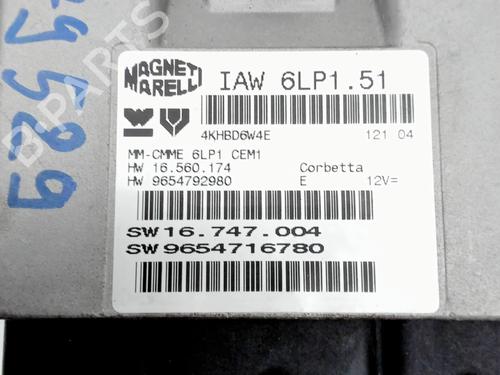 MAGNETI MARELLI
IAW 6LP1.51
4KHBD6W4E 121 04
MM-CMME 6LP1 CEM1
HW 16.560.174 Corbetta
HW 9654792980 E 12V=
SW 16.747.004
SW 9654716780
B-PARTS